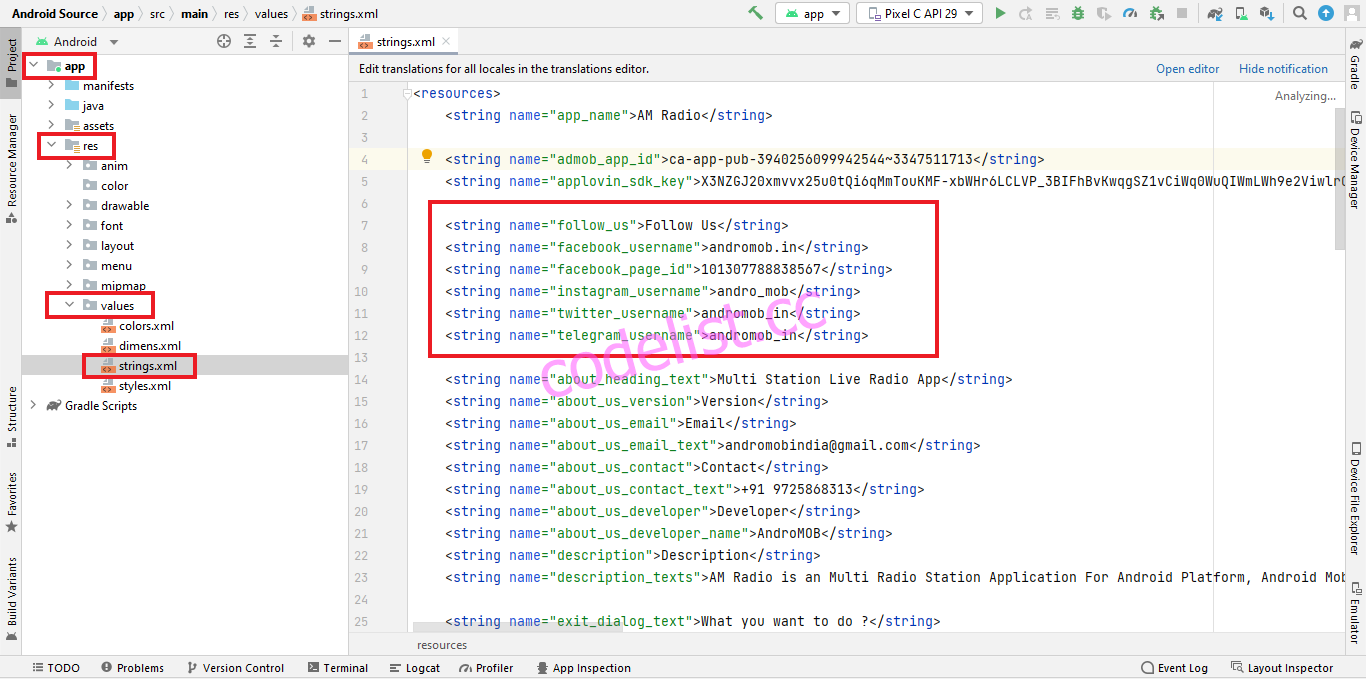 Android Source > app > src > main > res > values > strings.xml
app
Pixel C API 29
Project
Resource Manager
Structure
Favorites
Build Variants
Android
app
manifests
java
assets
res
anim
color
drawable
font
layout
menu
mipmap
values
colors.xml
dimens.xml
strings.xml
styles.xml
Gradle Scripts
strings.xml
Edit translations for all locales in the translations editor.
Open editor
Hide notification
Analyzing...
1 <resources>
2 <string name="app_name">AM Radio</string>
3
4 <string name="admob_app_id">ca-app-pub-3940256099942544~3347511713</string>
5 <string name="applovin_sdk_key">
6
7 <string name="follow_us">Follow Us</string>
8 <string name="facebook_username">andromob.in</string>
9 <string name="facebook_page_id">101307788838567</string>
10 <string name="instagram_username">andro_mob</string>
11 <string name="twitter_username">andromob_in</string>
12 <string name="telegram_username">andromob_in</string>
13
14 <string name="about_heading_text">Multi Station Live Radio App</string>
15 <string name="about_us_version">Version</string>
16 <string name="about_us_email">Email</string>
17 <string name="about_us_email_text">andromobindia@gmail.com</string>
18 <string name="about_us_contact">Contact</string>
19 <string name="about_us_contact_text">+91 9725868313</string>
20 <string name="about_us_developer">Developer</string>
21 <string name="about_us_developer_name">AndroMOB</string>
22 <string name="description">Description</string>
23 <string name="description_texts">AM Radio is an Multi Radio Station Application For Android Platform, Android Mob
24
25 <string name="exit_dialog_text">What you want to do ?</string>
codelist.cc
resources
Gradle
Device Manager
Device File Explorer
Emulator
TODO
Problems
Version Control
Terminal
Logcat
Profiler
App Inspection
Event Log
Layout Inspector